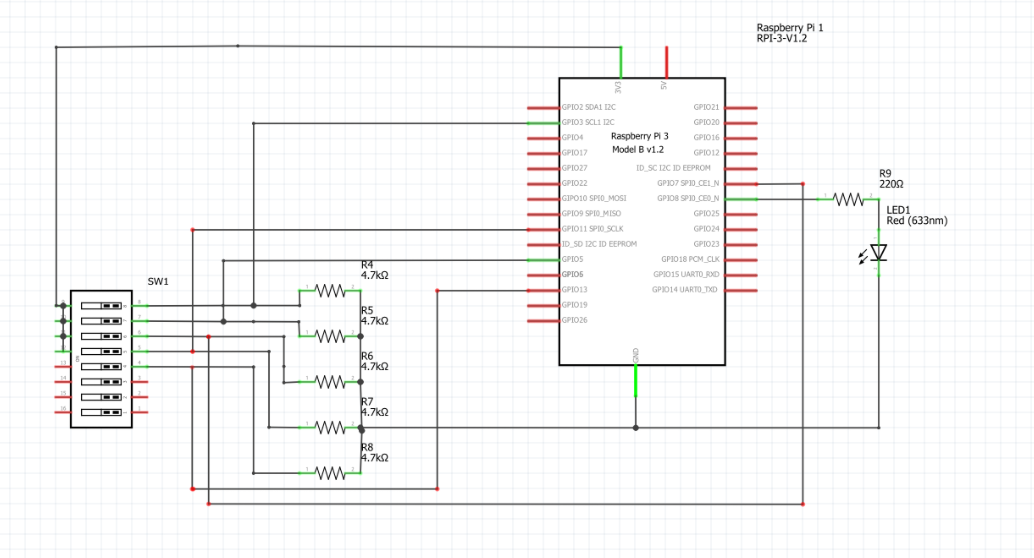 Raspberry Pi 1
RPI-3-V1.2
3V3
5V
GPIO2 SDA1 I2C
GPIO21
GPIO3 SCL1 I2C
GPIO20
GPIO4
Raspberry Pi 3
GPIO16
Model B v1.2
GPIO17
GPIO12
GPIO27
ID_SC I2C ID EEPROM
GPIO22
GPIO7 SPI0_CE1_N
R9
220Ω
GPIO10 SPI0_MOSI
GPIO8 SPI0_CE0_N
GPIO9 SPI0_MISO
GPIO25
LED1
Red (633nm)
GPIO11 SPI0_SCLK
GPIO24
ID_SD I2C ID EEPROM
GPIO23
GPIO5
GPIO18 PCM_CLK
GPIO6
GPIO15 UART0_RXD
GPIO13
GPIO14 UART0_TXD
GPIO19
GPIO26
GND
SW1
R4
4.7kΩ
R5
4.7kΩ
R6
4.7kΩ
R7
4.7kΩ
R8
4.7kΩ